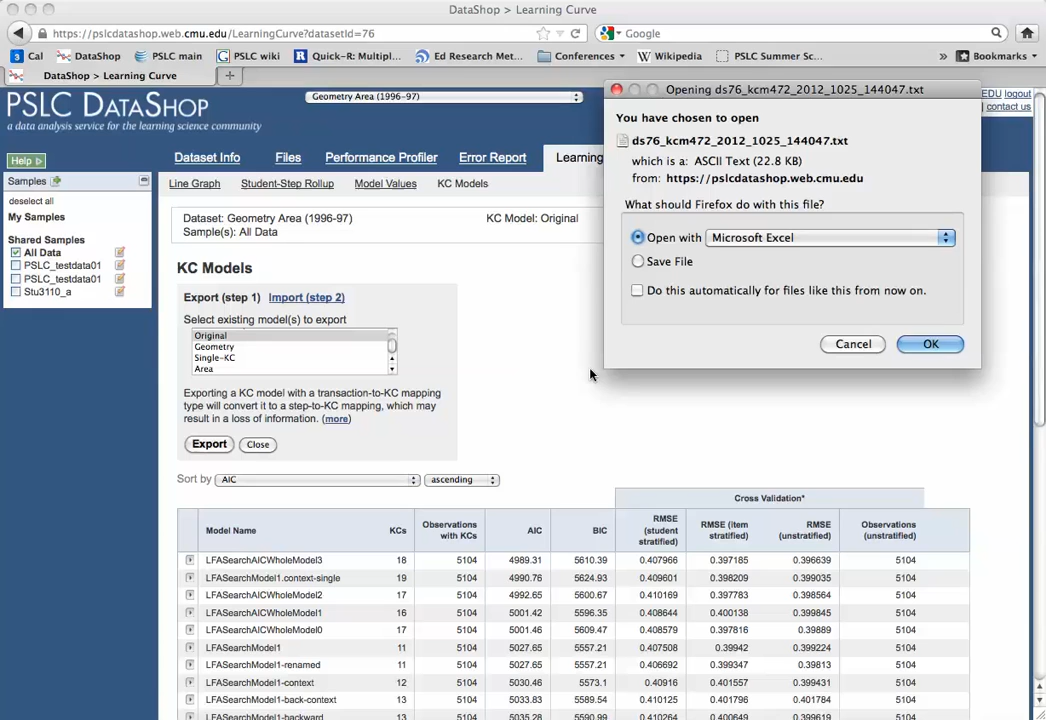 DataShop > Learning Curve
https://pslcdatashop.web.cmu.edu/LearningCurve?datasetId=76
Google
3 Cal
DataShop
PSLC main
PSLC wiki
Quick-R: Multipl...
Ed Research Met...
Conferences
W Wikipedia
PSLC Summer Sc...
»
Bookmarks
DataShop > Learning Curve
+
PSLC DataShop
a data analysis service for the learning science community
Geometry Area (1996-97)
EDU logout
contact us
Help
Dataset Info
Files
Performance Profiler
Error Report
Learning
Samples
deselect all
My Samples
Shared Samples
All Data
PSLC_testdata01
PSLC_testdata01
Stu3110_a
Line Graph
Student-Step Rollup
Model Values
KC Models
Dataset: Geometry Area (1996-97)
KC Model: Original
Sample(s): All Data
KC Models
Export (step 1) Import (step 2)
Select existing model(s) to export
Original
Geometry
Single-KC
Area
Exporting a KC model with a transaction-to-KC mapping
type will convert it to a step-to-KC mapping, which may
result in a loss of information. (more)
Export Close
Opening ds76_kcm472_2012_1025_144047.txt
You have chosen to open
ds76_kcm472_2012_1025_144047.txt
which is a: ASCII Text (22.8 KB)
from: https://pslcdatashop.web.cmu.edu
What should Firefox do with this file?
Open with Microsoft Excel
Save File
Do this automatically for files like this from now on.
Cancel OK
Sort by AIC ascending
Cross Validation*
Model Name KCs Observations with KCs AIC BIC RMSE (student stratified) RMSE (item stratified) RMSE (unstratified) Observations (unstratified)
LFASearchAICWholeModel3 18 5104 4989.31 5610.39 0.407966 0.397185 0.396639 5104
LFASearchModel1.context-single 19 5104 4990.76 5624.93 0.409601 0.398209 0.399035 5104
LFASearchAICWholeModel2 17 5104 4992.65 5600.67 0.410169 0.397783 0.398564 5104
LFASearchAICWholeModel1 16 5104 5001.42 5596.35 0.408644 0.400138 0.399845 5104
LFASearchAICWholeModel0 17 5104 5001.46 5609.47 0.408579 0.397816 0.39889 5104
LFASearchModel1 11 5104 5027.65 5557.21 0.407508 0.39942 0.399224 5104
LFASearchModel1-renamed 11 5104 5027.65 5557.21 0.406692 0.399347 0.39813 5104
LFASearchModel1-context 12 5104 5030.46 5573.1 0.40916 0.401557 0.399431 5104
LFASearchModel1-back-context 13 5104 5033.83 5589.54 0.410125 0.401796 0.401784 5104
LFASearchModel1-backward 13 5104 5035.28 5590.99 0.410064 0.400649 0.401028 5104